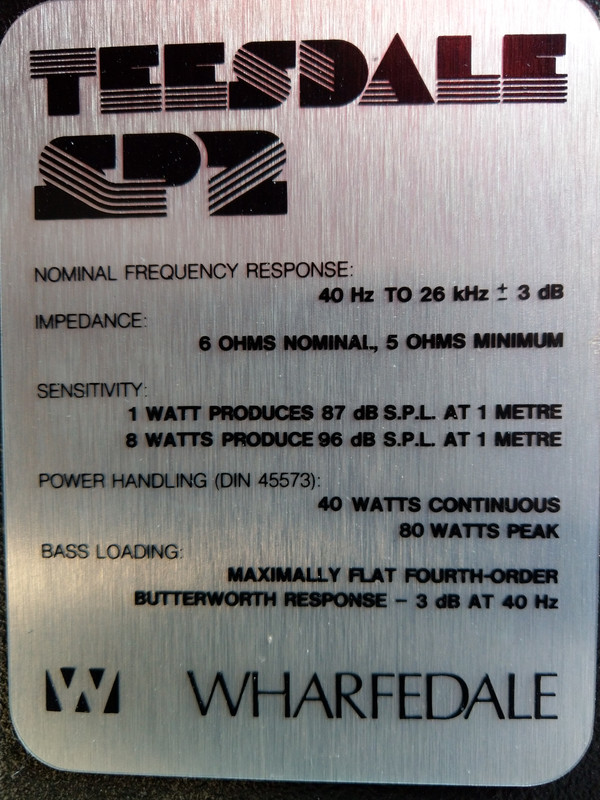 TEESDALE
SP2
NOMINAL FREQUENCY RESPONSE:
40 Hz TO 26 kHz ± 3 dB
IMPEDANCE:
6 OHMS NOMINAL, 5 OHMS MINIMUM
SENSITIVITY:
1 WATT PRODUCES 87 dB S.P.L. AT 1 METRE
8 WATTS PRODUCE 96 dB S.P.L. AT 1 METRE
POWER HANDLING (DIN 45573):
40 WATTS CONTINUOUS
80 WATTS PEAK
BASS LOADING:
MAXIMALLY FLAT FOURTH-ORDER
BUTTERWORTH RESPONSE – 3 dB AT 40 Hz
W WHARFEDALE